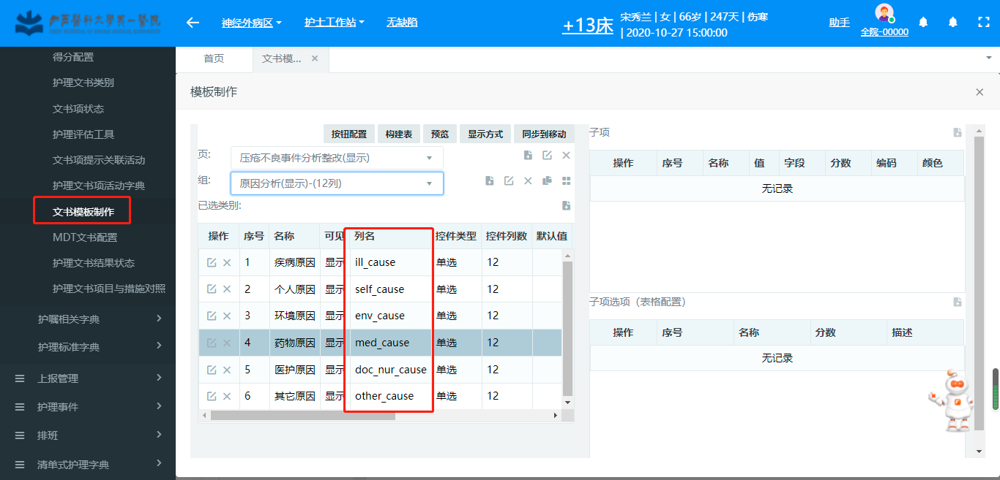 神经外病区
护士工作站
无缺陷
+13床
宋秀兰 | 女 | 66岁 | 247天 | 伤寒
| 2020-10-27 15:00:00
助手
全院-00000
得分配置
护理文书类别
文书项状态
护理评估工具
文书项提示关联活动
护理文书项活动字典
文书模板制作
MDT文书配置
护理文书结果状态
护理文书项目与措施对照
护嘱相关字典
护理标准字典
上报管理
护理事件
排班
清单式护理字典
首页
文书模...
模板制作
按钮配置 构建表 预览 显示方式 同步到移动
页: 压疮不良事件分析整改(显示)
组: 原因分析(显示)-(12列)
已选类别:
操作 序号 名称 可见 列名 控件类型 控件列数 默认值
1 疾病原因 显示 ill_cause 单选 12
2 个人原因 显示 self_cause 单选 12
3 环境原因 显示 env_cause 单选 12
4 药物原因 显示 med_cause 单选 12
5 医护原因 显示 doc_nur_cause 单选 12
6 其它原因 显示 other_cause 单选 12
子项
操作 序号 名称 值 字段 分数 编码 颜色
无记录
子项选项（表格配置）
操作 序号 名称 分数 描述
无记录